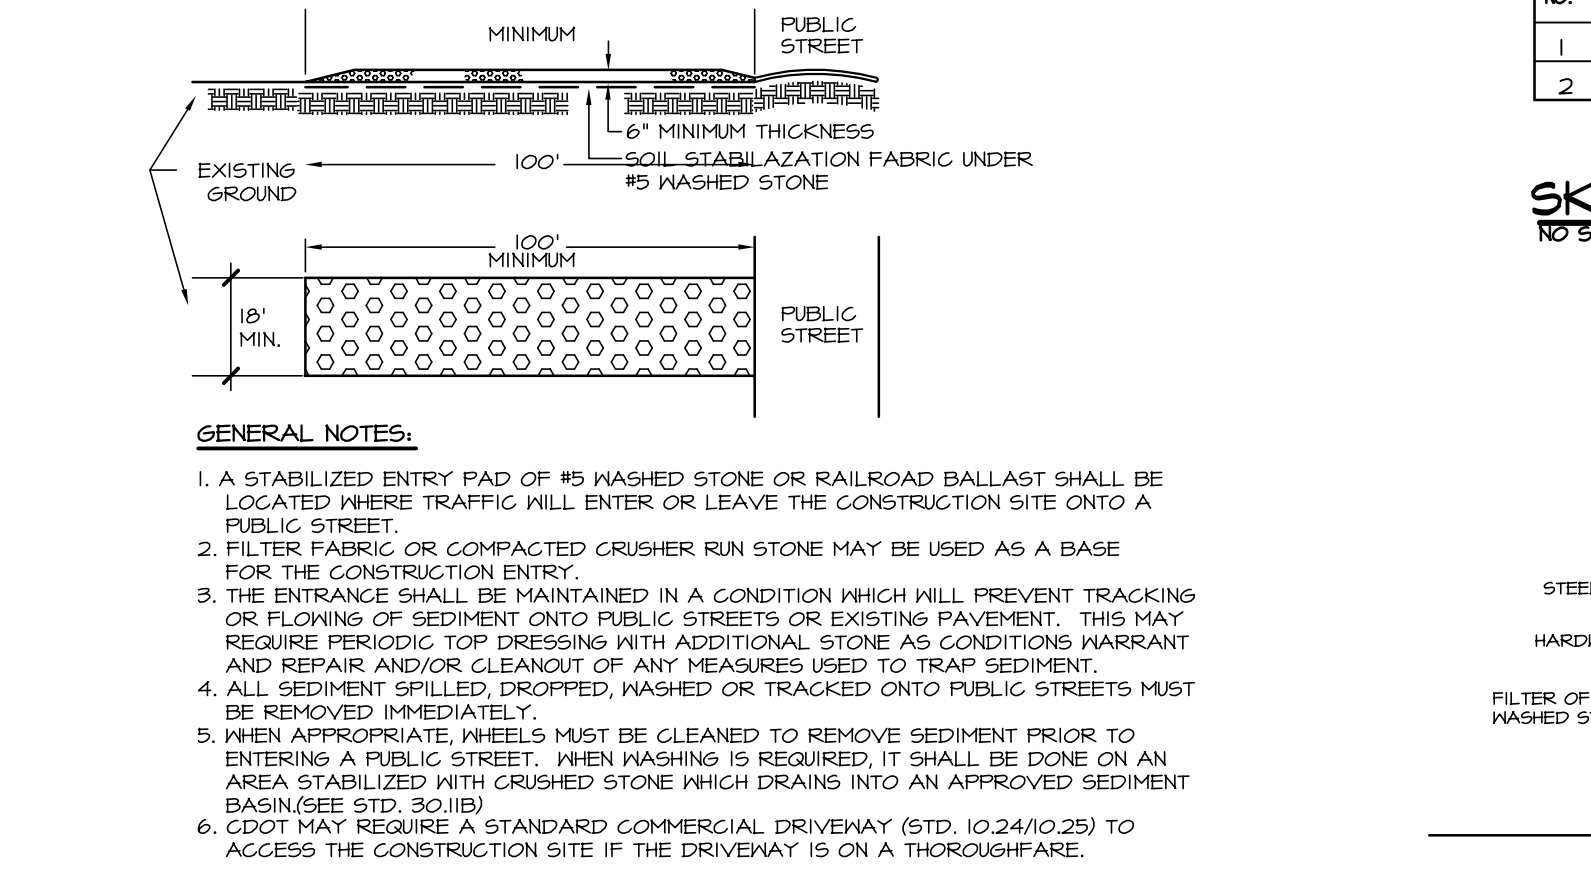 MINIMUM
PUBLIC
STREET
6" MINIMUM THICKNESS
SOIL STABILAZATION FABRIC UNDER
#5 WASHED STONE
100'
EXISTING
GROUND
100'
MINIMUM
18'
MIN.
PUBLIC
STREET
GENERAL NOTES:
1. A STABILIZED ENTRY PAD OF #5 WASHED STONE OR RAILROAD BALLAST SHALL BE
LOCATED WHERE TRAFFIC WILL ENTER OR LEAVE THE CONSTRUCTION SITE ONTO A
PUBLIC STREET.
2. FILTER FABRIC OR COMPACTED CRUSHER RUN STONE MAY BE USED AS A BASE
FOR THE CONSTRUCTION ENTRY.
3. THE ENTRANCE SHALL BE MAINTAINED IN A CONDITION WHICH WILL PREVENT TRACKING
OR FLOWING OF SEDIMENT ONTO PUBLIC STREETS OR EXISTING PAVEMENT. THIS MAY
REQUIRE PERIODIC TOP DRESSING WITH ADDITIONAL STONE AS CONDITIONS WARRANT
AND REPAIR AND/OR CLEANOUT OF ANY MEASURES USED TO TRAP SEDIMENT.
4. ALL SEDIMENT SPILLED, DROPPED, WASHED OR TRACKED ONTO PUBLIC STREETS MUST
BE REMOVED IMMEDIATELY.
5. WHEN APPROPRIATE, WHEELS MUST BE CLEANED TO REMOVE SEDIMENT PRIOR TO
ENTERING A PUBLIC STREET. WHEN WASHING IS REQUIRED, IT SHALL BE DONE ON AN
AREA STABILIZED WITH CRUSHED STONE WHICH DRAINS INTO AN APPROVED SEDIMENT
BASIN.(SEE STD. 30.11B)
6. CDOT MAY REQUIRE A STANDARD COMMERCIAL DRIVEWAY (STD. 10.24/10.25) TO
ACCESS THE CONSTRUCTION SITE IF THE DRIVEWAY IS ON A THOROUGHFARE.
NO.
1
2
SK
NO S
STEE
HARD
FILTER OF
WASHED S